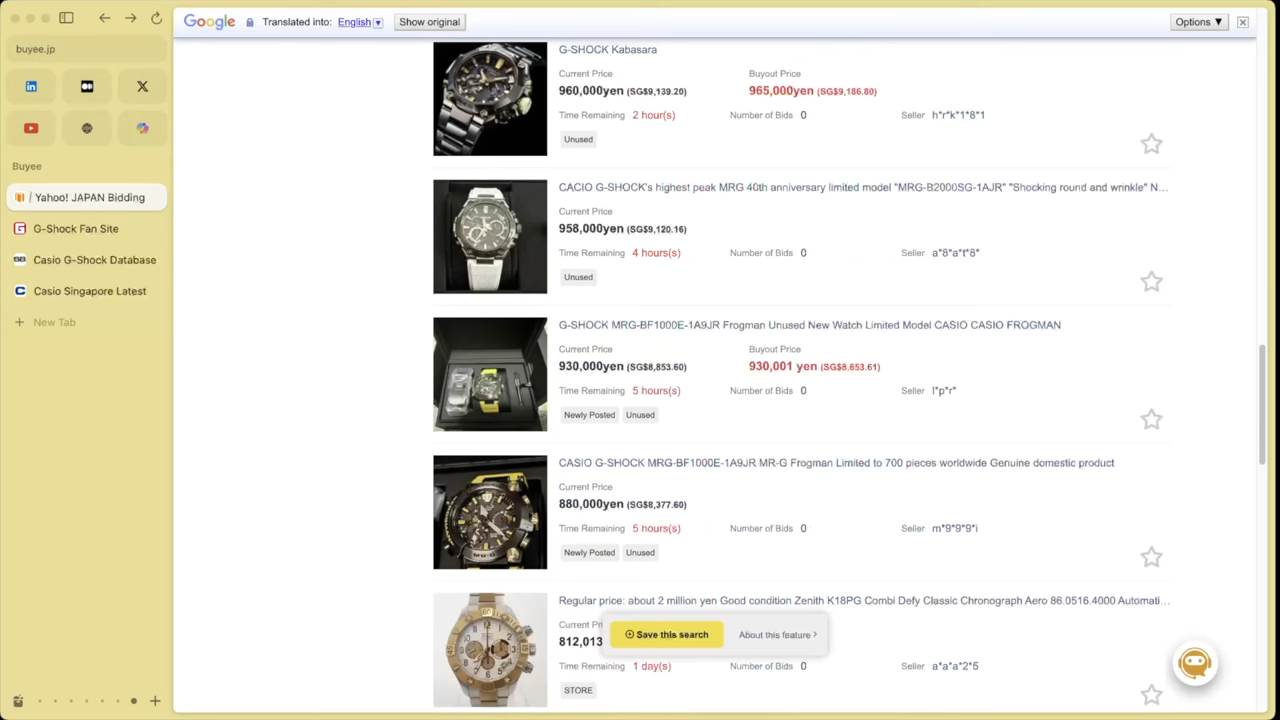 Google Translated into: English ▼ Show original Options ▼
buyee.jp
Buyee
/ Yahoo! JAPAN Bidding
G-Shock Fan Site
Casio G-Shock Database
Casio Singapore Latest
New Tab
G-SHOCK Kabasara
Current Price Buyout Price
960,000yen (SG$9,139.20) 965,000yen (SG$9,186.80)
Time Remaining 2 hour(s) Number of Bids 0 Seller h*r*k*1*8*1
Unused
CACIO G-SHOCK's highest peak MRG 40th anniversary limited model "MRG-B2000SG-1AJR" "Shocking round and wrinkle" N…
Current Price
958,000yen (SG$9,120.16)
Time Remaining 4 hours(s) Number of Bids 0 Seller a*8*a*t*8*
Unused
G-SHOCK MRG-BF1000E-1A9JR Frogman Unused New Watch Limited Model CASIO CASIO FROGMAN
Current Price Buyout Price
930,000yen (SG$8,853.60) 930,001 yen (SG$8,853.61)
Time Remaining 5 hours(s) Number of Bids 0 Seller l*p*r*
Newly Posted Unused
CASIO G-SHOCK MRG-BF1000E-1A9JR MR-G Frogman Limited to 700 pieces worldwide Genuine domestic product
Current Price
880,000yen (SG$8,377.60)
Time Remaining 5 hours(s) Number of Bids 0 Seller m*9*9*9*i
Newly Posted Unused
Regular price: about 2 million yen Good condition Zenith K18PG Combi Defy Classic Chronograph Aero 86.0516.4000 Automati…
Current Pr
812,013
Save this search About this feature
Time Remaining 1 day(s) Number of Bids 0 Seller a*a*a*2*5
STORE